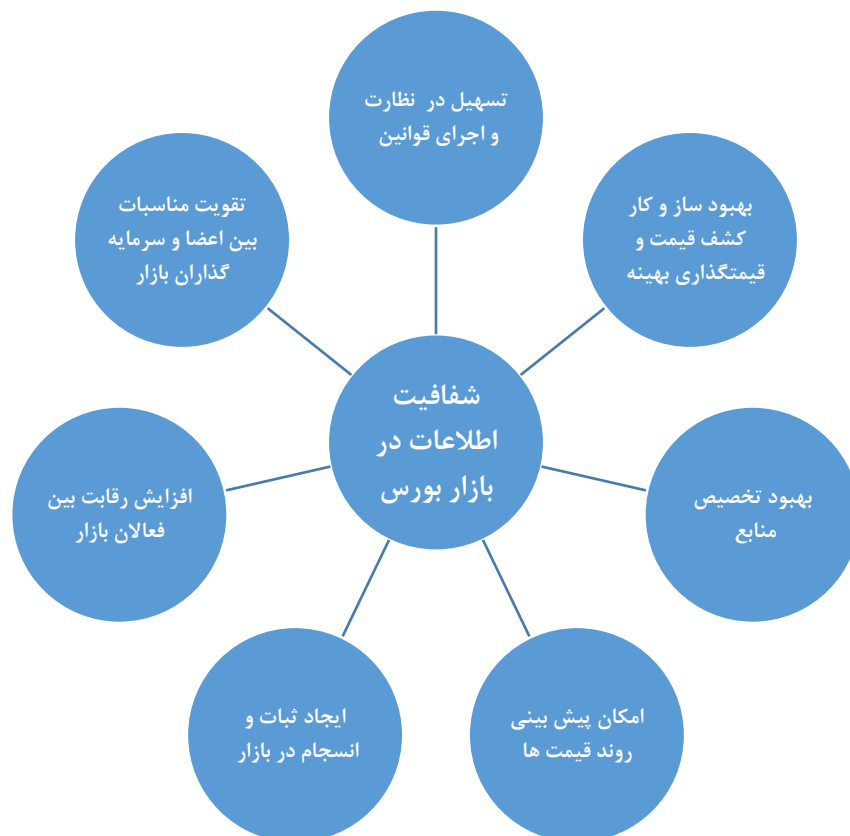 تسهیل در نظارت
و اجرای قوانین
بهبود ساز و کار
کشف قیمت و
قیمتگذاری بهینه
تقویت مناسبات
بین اعضا و سرمایه
گذاران بازار
شفافیت
اطلاعات در
بازار بورس
بهبود تخصیص
منابع
افزایش رقابت بین
فعالان بازار
امکان پیش بینی
روند قیمت ها
ایجاد ثبات و
انسجام در بازار